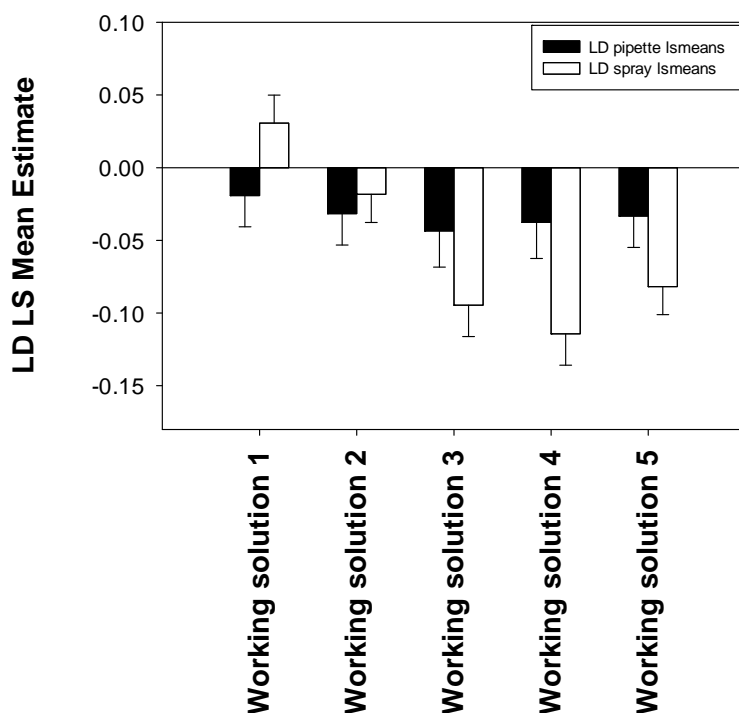 LD LS Mean Estimate
0.10
0.05
0.00
-0.05
-0.10
-0.15
LD pipette lsmeans
LD spray lsmeans
Working solution 1
Working solution 2
Working solution 3
Working solution 4
Working solution 5